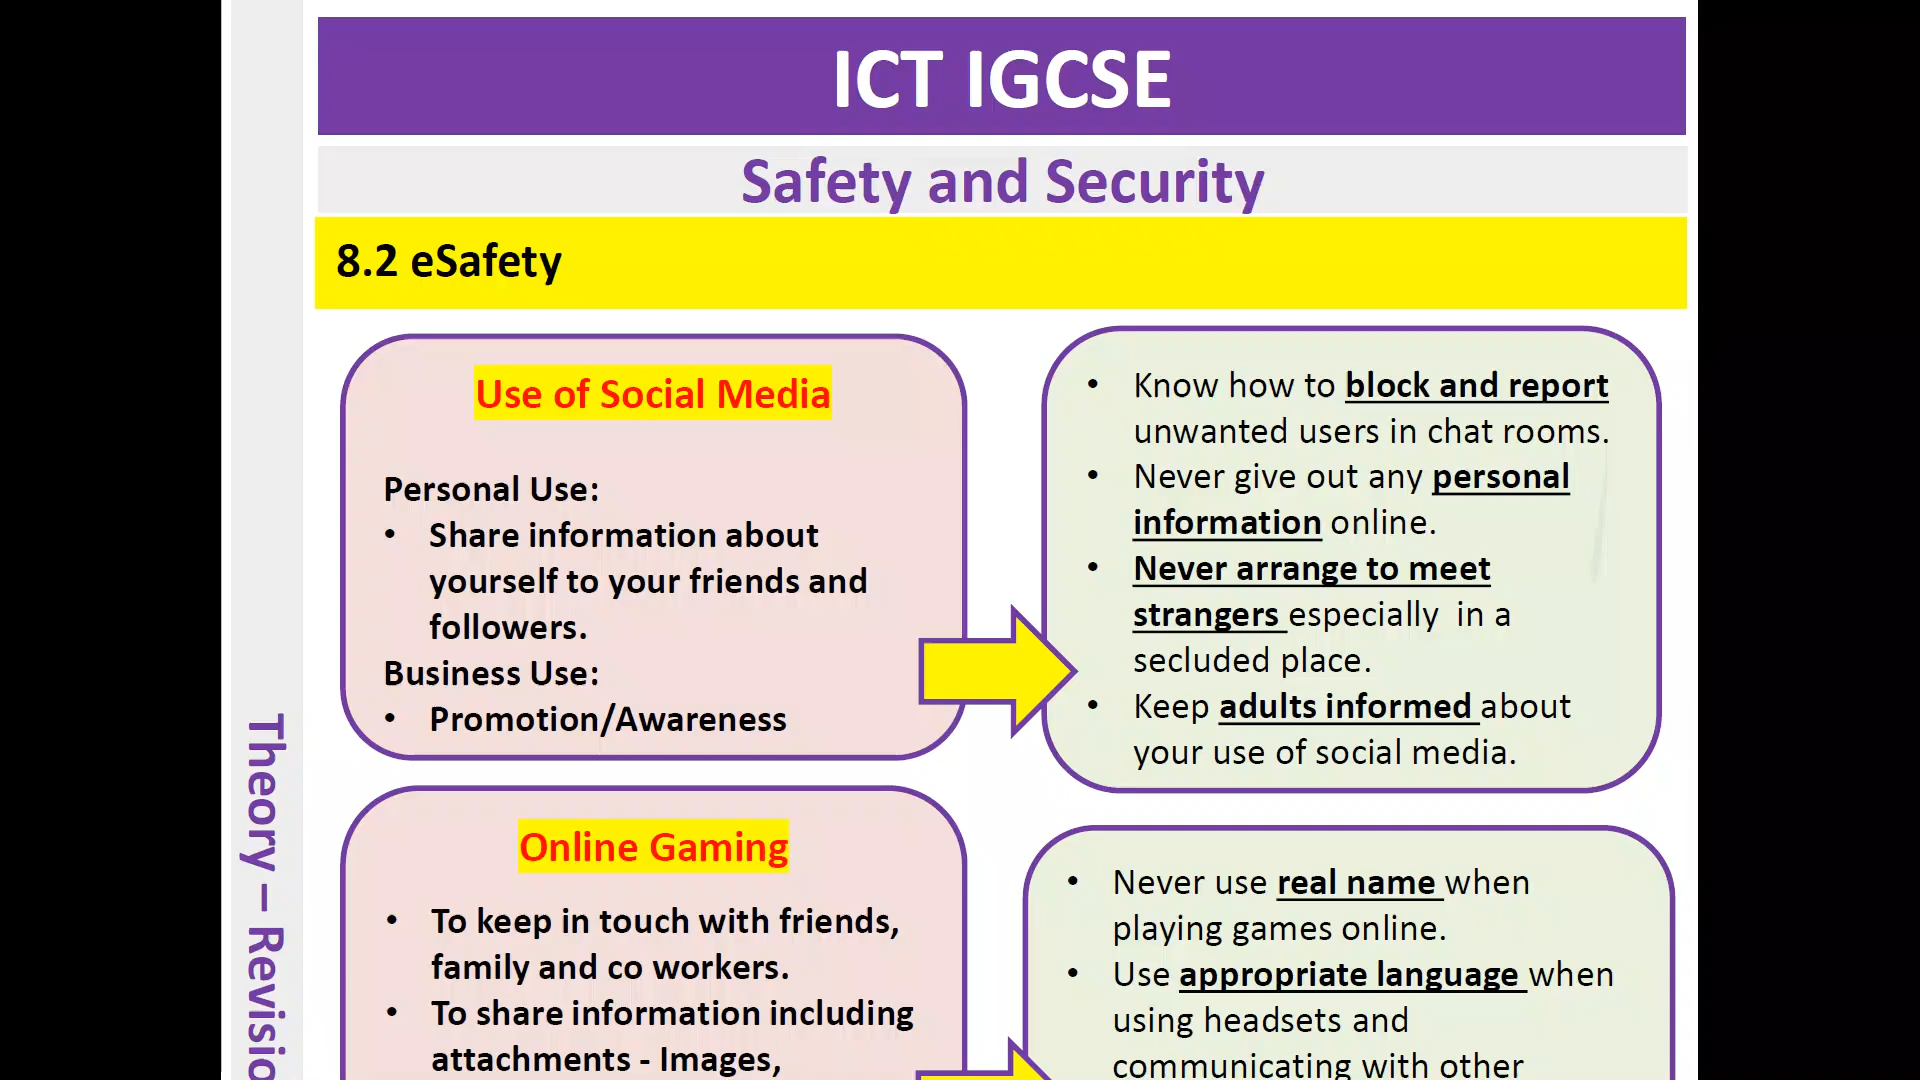 ICT IGCSE
Safety and Security
8.2 eSafety
Use of Social Media
Personal Use:
• Share information about
yourself to your friends and
followers.
Business Use:
• Promotion/Awareness
• Know how to block and report
unwanted users in chat rooms.
• Never give out any personal
information online.
• Never arrange to meet
strangers especially in a
secluded place.
• Keep adults informed about
your use of social media.
Online Gaming
• To keep in touch with friends,
family and co workers.
• To share information including
attachments - Images,
• Never use real name when
playing games online.
• Use appropriate language when
using headsets and
communicating with other
Theory – Revisio